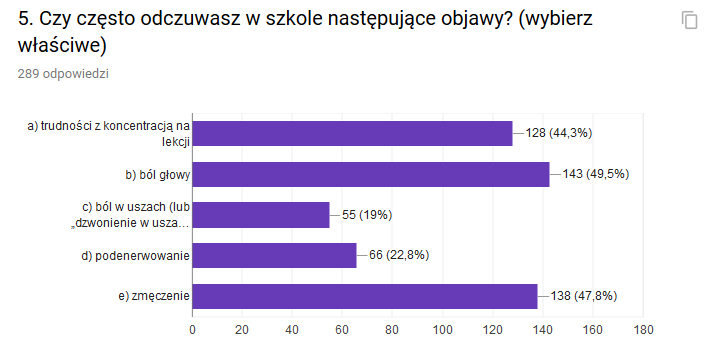 5. Czy często odczuwasz w szkole następujące objawy? (wybierz
właściwe)
289 odpowiedzi
a) trudności z koncentracją na
lekcji
128 (44,3%)
b) ból głowy
143 (49,5%)
c) ból w uszach (lub
„dzwonienie w usza…
55 (19%)
d) podenerwowanie
66 (22,8%)
e) zmęczenie
138 (47,8%)
0 20 40 60 80 100 120 140 160 180